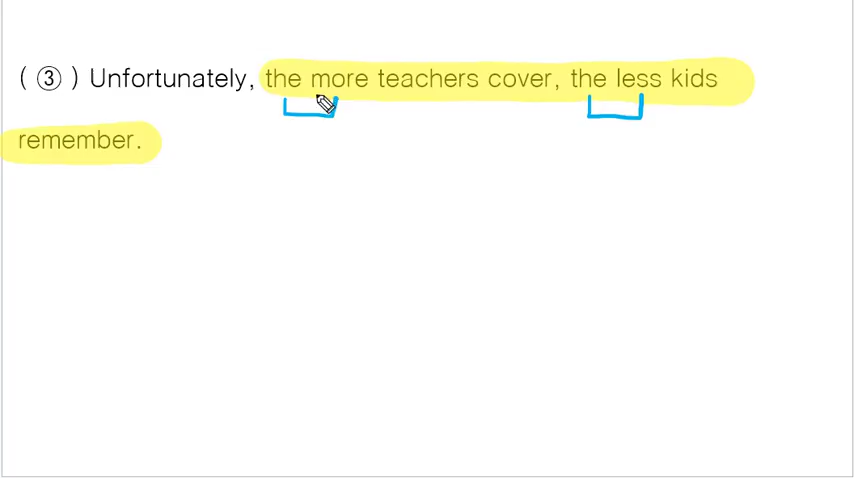 ( ③ ) Unfortunately, the more teachers cover, the less kids
remember.